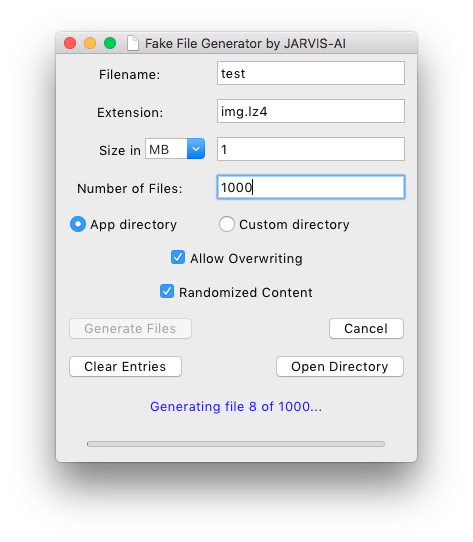 Fake File Generator by JARVIS-AI
Filename: test
Extension: img.lz4
Size in MB 1
Number of Files: 1000
App directory Custom directory
Allow Overwriting
Randomized Content
Generate Files Cancel
Clear Entries Open Directory
Generating file 8 of 1000...